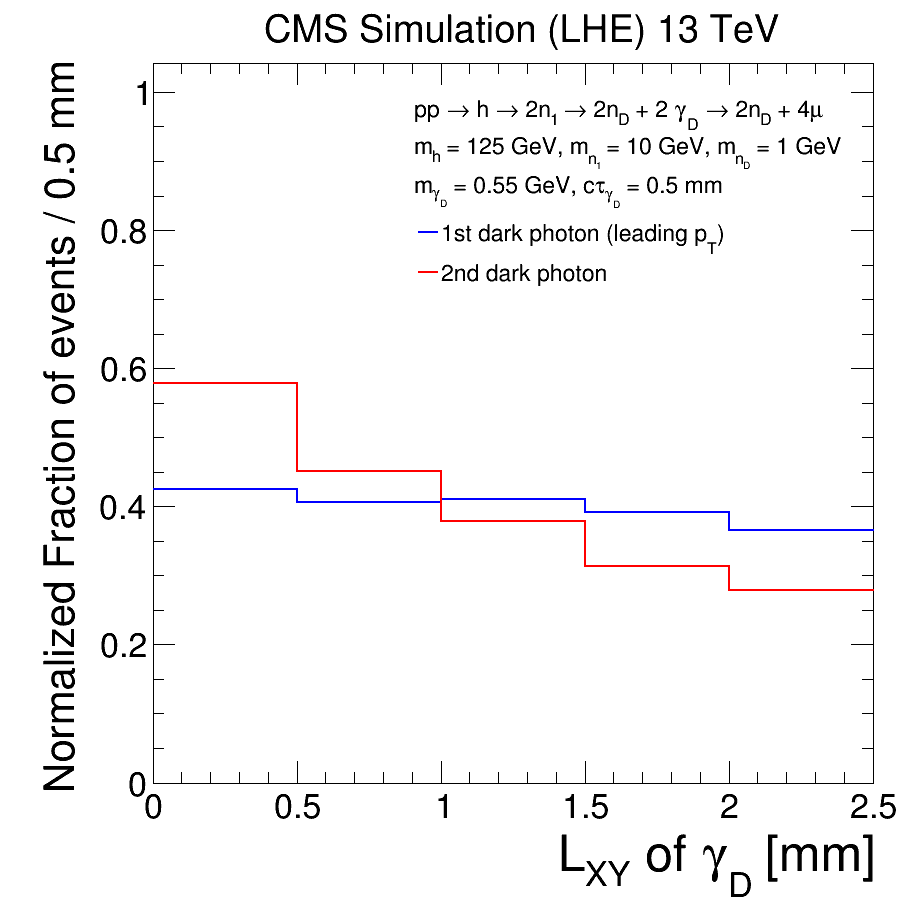 CMS Simulation (LHE) 13 TeV
Normalized Fraction of events / 0.5 mm
1
0.8
0.6
0.4
0.2
0
pp → h → 2n₁ → 2n_D + 2 γ_D → 2n_D + 4μ
m_h = 125 GeV, m_n₁ = 10 GeV, m_n_D = 1 GeV
m_γ_D = 0.55 GeV, cτ_γ_D = 0.5 mm
1st dark photon (leading p_T)
2nd dark photon
0 0.5 1 1.5 2 2.5
L_XY of γ_D [mm]